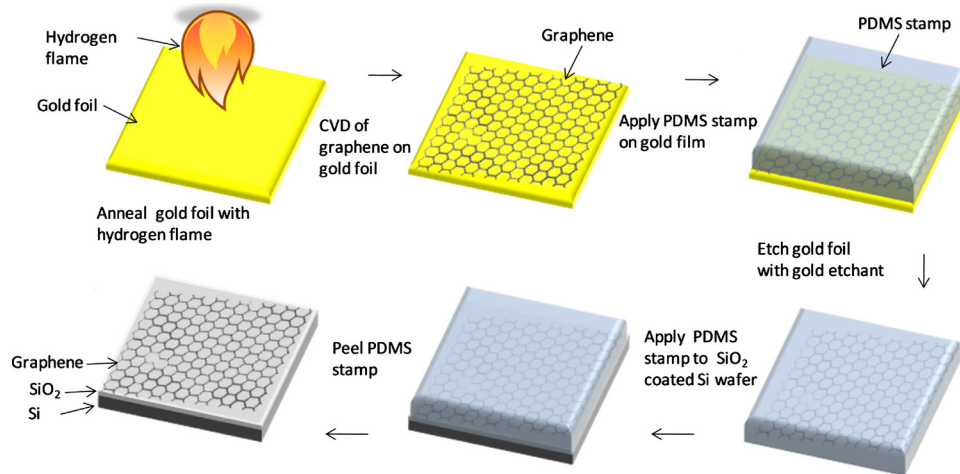 Hydrogen
flame
Gold foil
Anneal gold foil with
hydrogen flame
CVD of
graphene on
gold foil
Graphene
Apply PDMS stamp
on gold film
PDMS stamp
Etch gold foil
with gold etchant
Apply PDMS
stamp to SiO₂
coated Si wafer
Peel PDMS
stamp
Graphene
SiO₂
Si